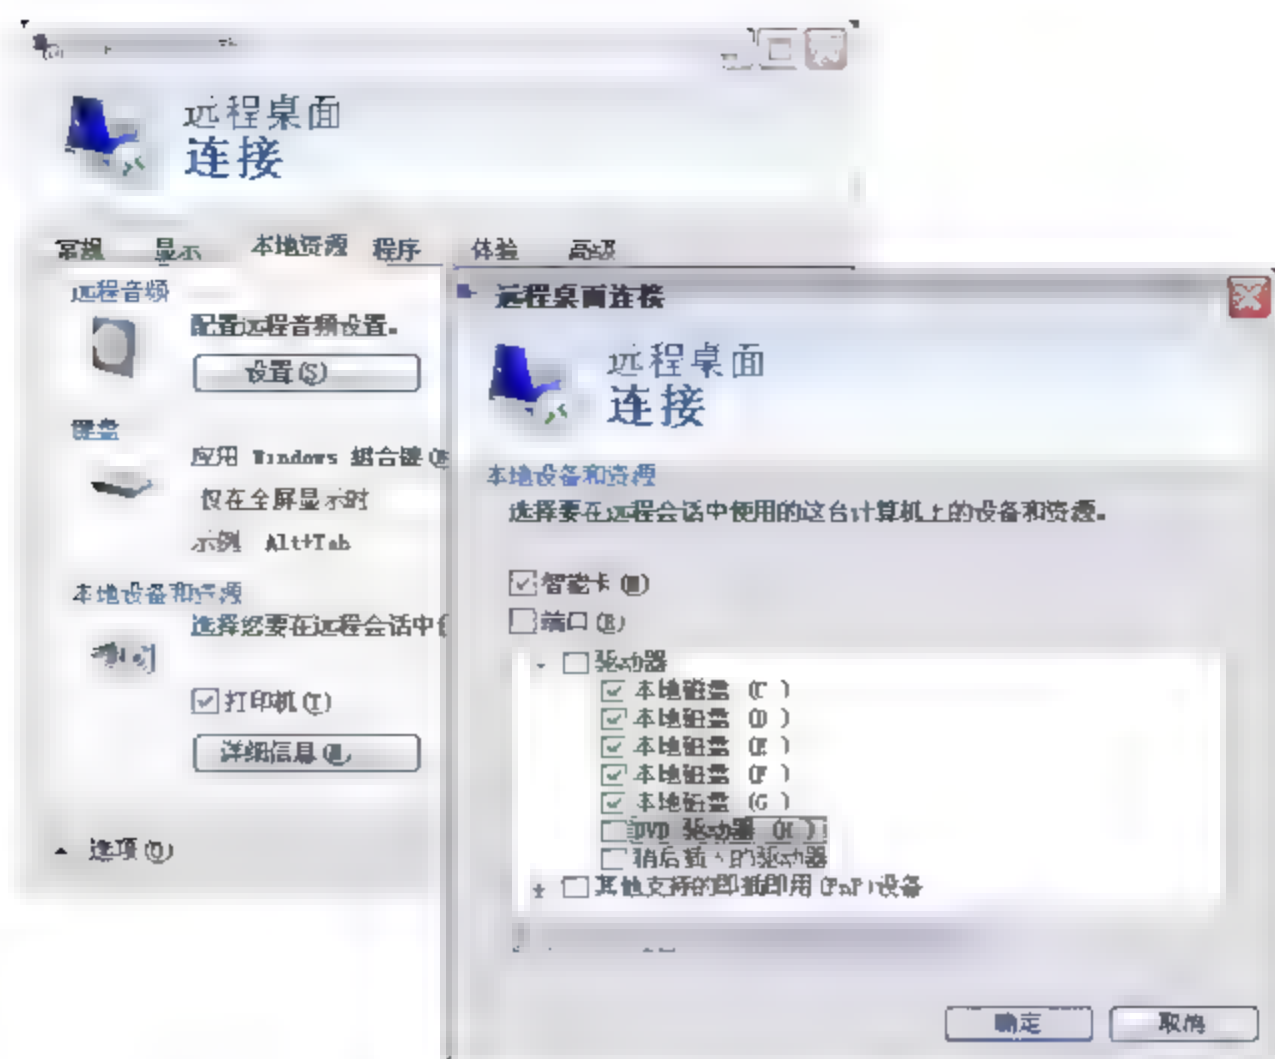 远程桌面
连接
常规 显示 本地资源 程序 体验 高级
远程音频
配置远程音频设置。
设置(S)
键盘
应用 Windows 组合键
仅在全屏显示时
示例 Alt+Tab
本地设备和资源
选择您要在远程会话中
打印机(T)
详细信息
选项(O)
远程桌面连接
远程桌面
连接
本地设备和资源
选择要在远程会话中使用的这台计算机上的设备和资源。
智能卡(M)
端口(R)
驱动器
本地磁盘 (C )
本地磁盘 (D )
本地磁盘 (E )
本地磁盘 (F )
本地磁盘 (G )
DVD 驱动器 (H )
稍后插入的驱动器
其他支持的即插即用(PnP)设备
确定 取消